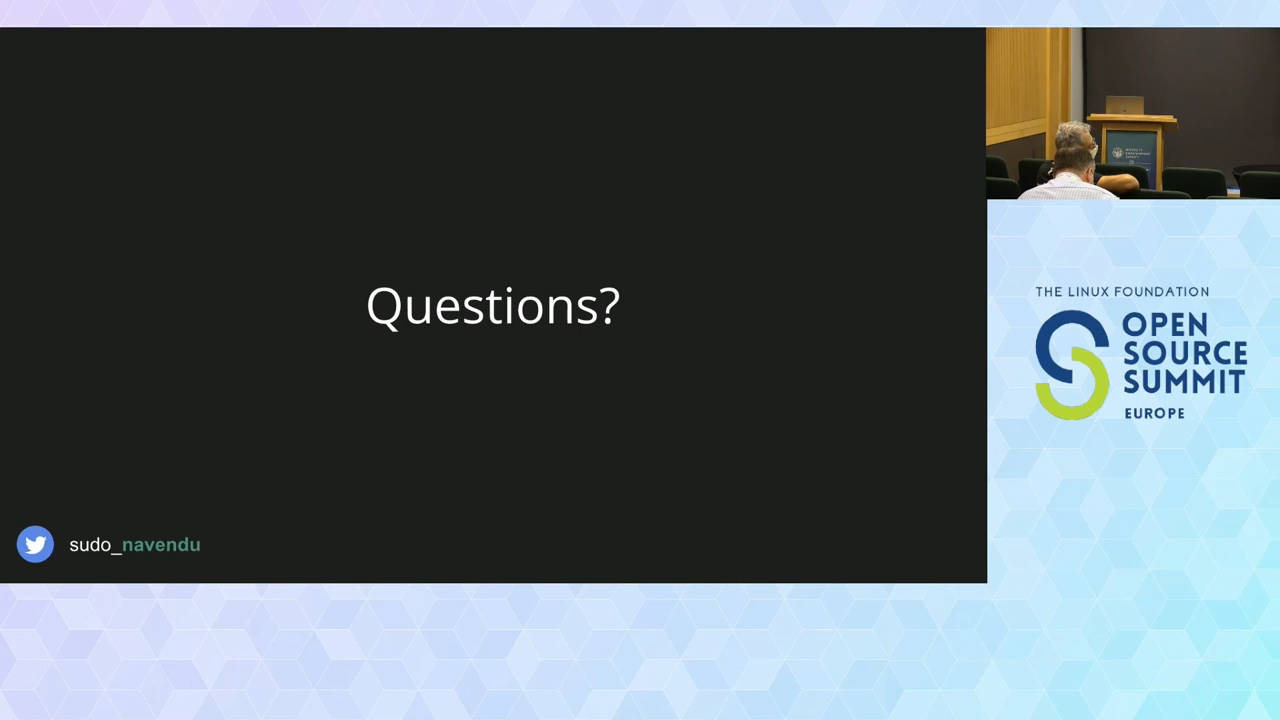 Questions?
sudo_navendu
THE LINUX FOUNDATION
OPEN
SOURCE
SUMMIT
EUROPE